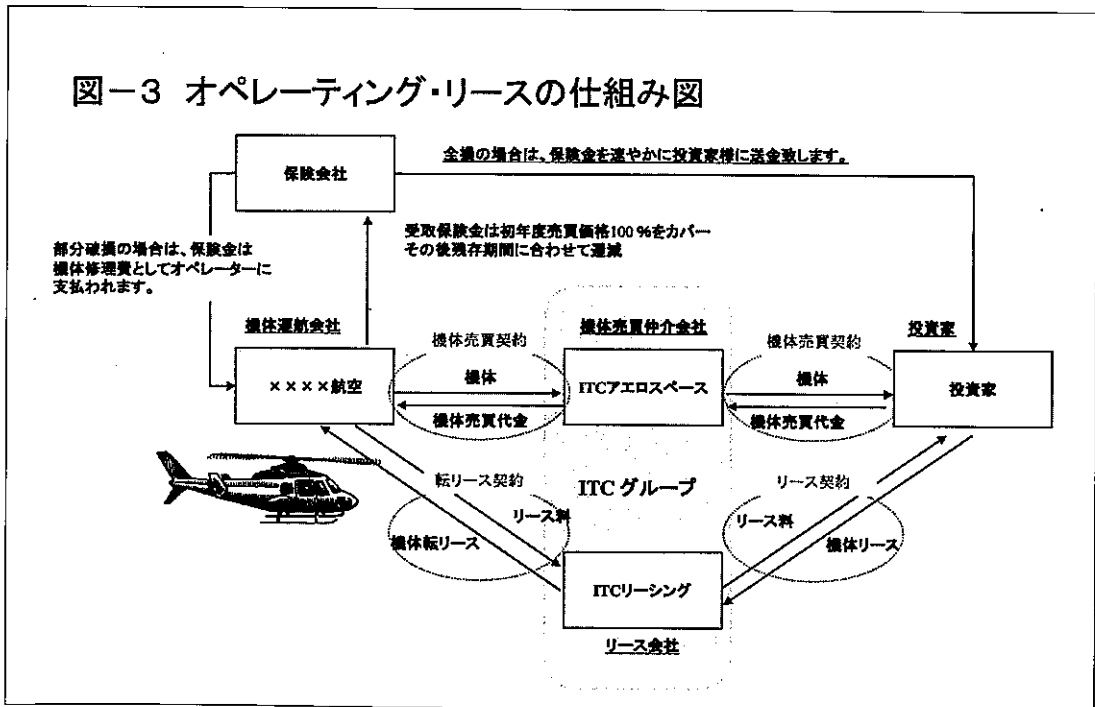 図－3 オペレーティング・リースの仕組み図
全損の場合は、保険金を速やかに投資家様に送金致します。
保険会社
受取保険金は初年度売買価格100％をカバー
その後残存期間に合わせて逓減
部分破損の場合は、保険金は
機体修理費としてオペレーターに
支払われます。
機体運航会社
機体売買仲介会社
投資家
機体売買契約
機体売買契約
××××航空
機体
ITCアエロスペース
機体
投資家
機体売買代金
機体売買代金
転リース契約
ITC グループ
リース契約
リース料
リース料
機体転リース
機体リース
ITCリーシング
リース会社